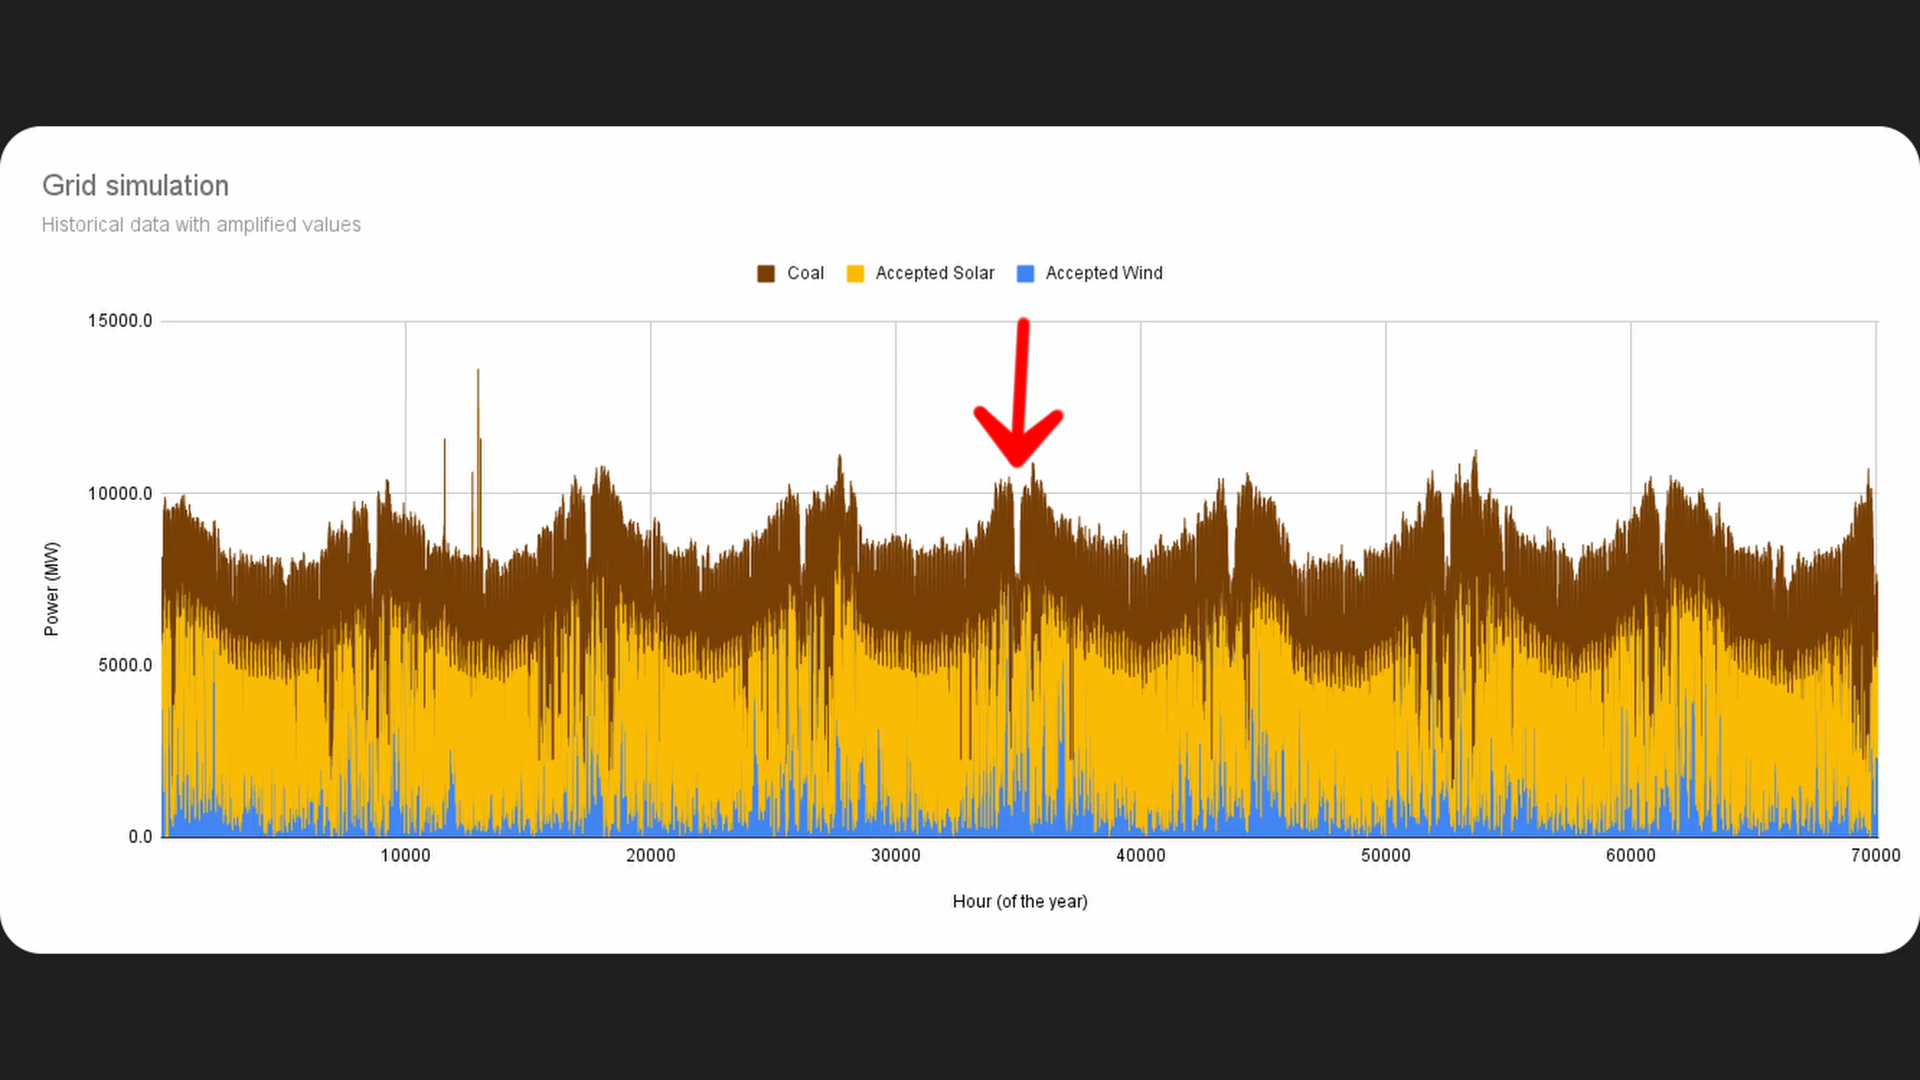 Grid simulation
Historical data with amplified values
Coal Accepted Solar Accepted Wind
15000.0
10000.0
5000.0
0.0
Power (MW)
10000 20000 30000 40000 50000 60000 70000
Hour (of the year)